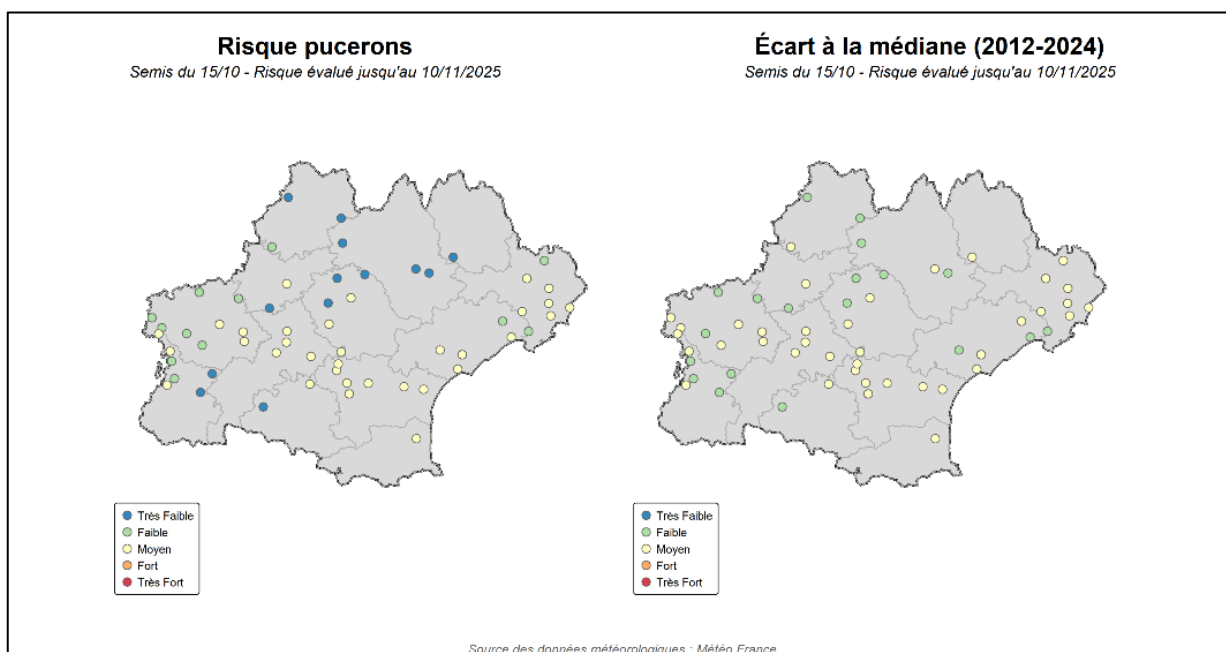 Risque pucerons
Semis du 15/10 - Risque évalué jusqu'au 10/11/2025
Très Faible
Faible
Moyen
Fort
Très Fort
Écart à la médiane (2012-2024)
Semis du 15/10 - Risque évalué jusqu'au 10/11/2025
Très Faible
Faible
Moyen
Fort
Très Fort
Source des données météorologiques : Météo France